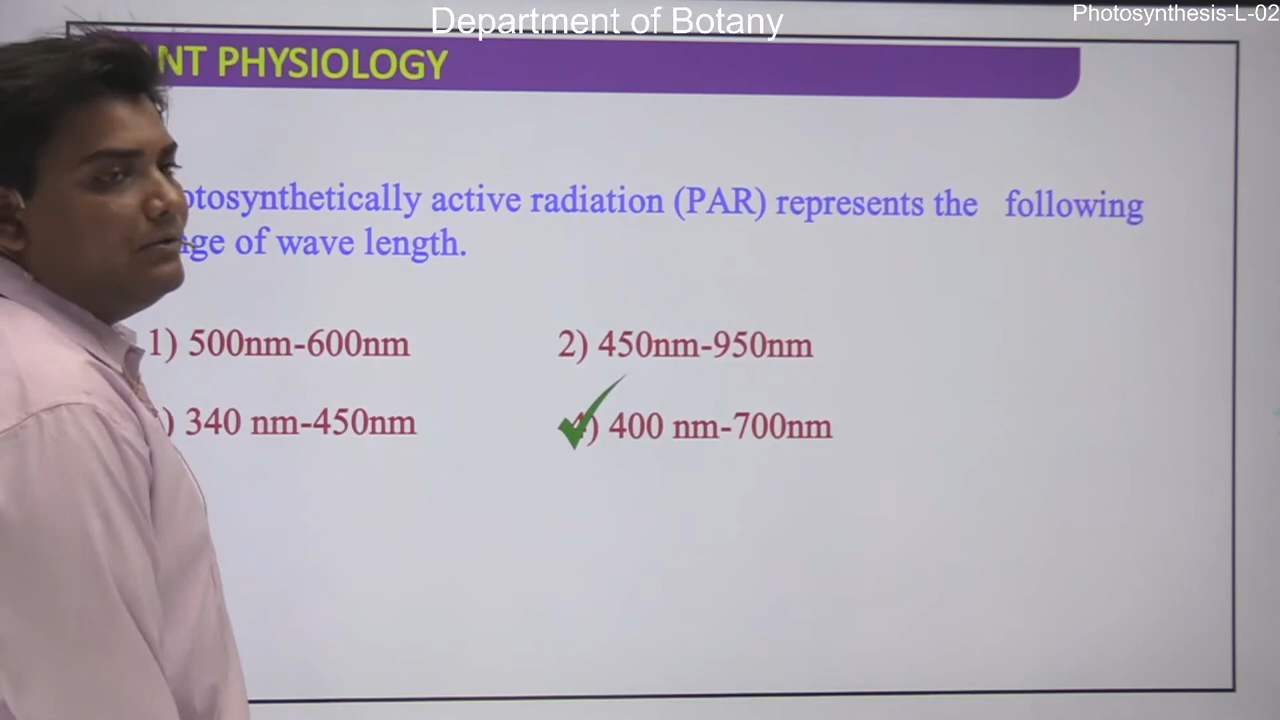 Department of Botany
Photosynthesis-L-02
NT PHYSIOLOGY
otosynthetically active radiation (PAR) represents the following
ge of wave length.
1) 500nm-600nm
2) 450nm-950nm
) 340 nm-450nm
4) 400 nm-700nm